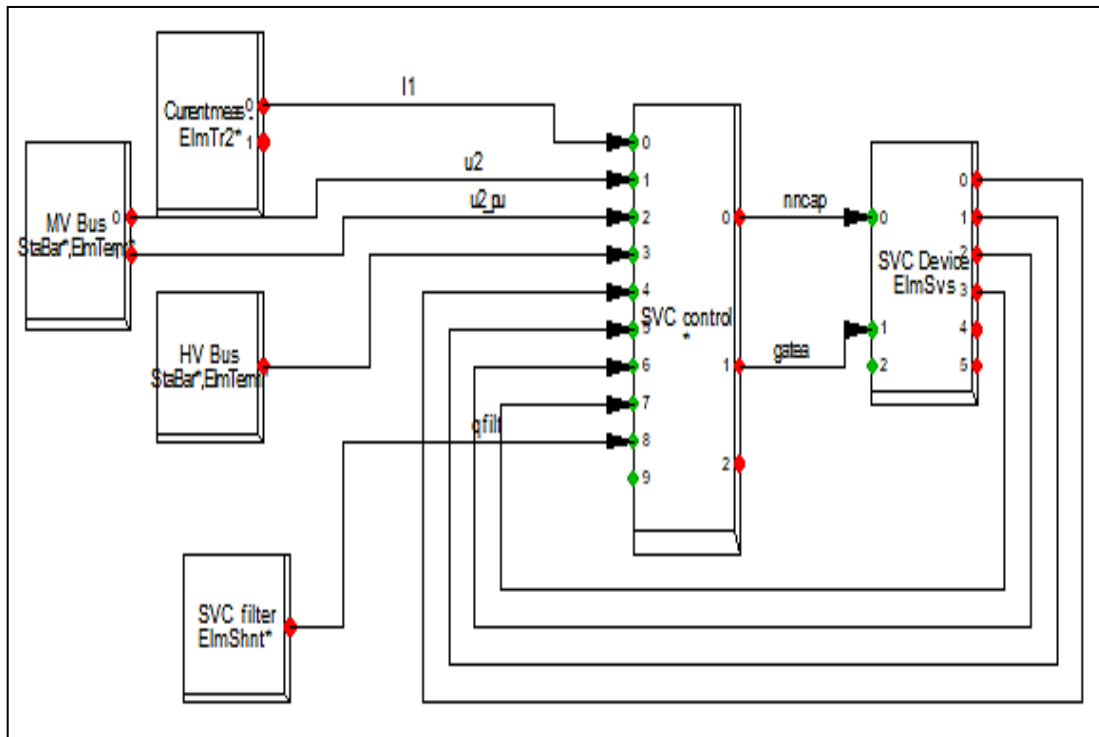 I1
Curentmeas
ElmTr2*
0
1
MV Bus
StaBar*,ElmTerm*
0
u2
u2_pu
HV Bus
StaBar*,ElmTerm*
SVC filter
ElmShnt*
qfilt
0
1
2
3
4
5
6
7
8
9
SVC control
*
0
1
2
nncap
gatea
0
1
2
SVC Device
ElmSvs
0
1
2
3
4
5